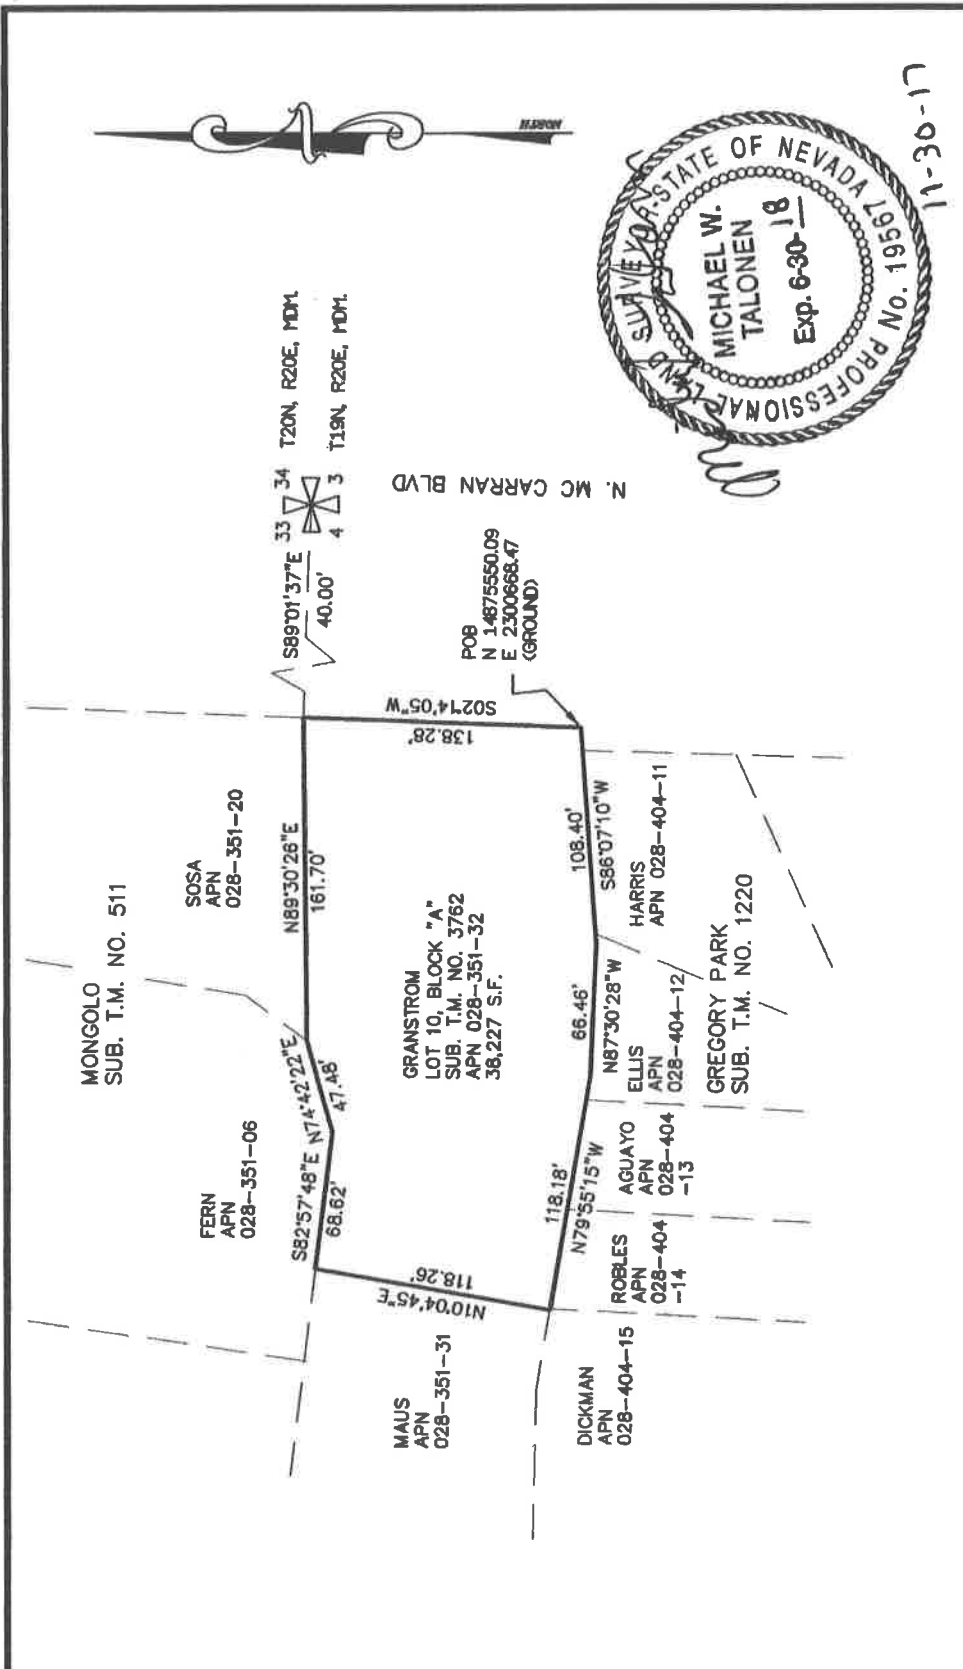 MONGOLO
SUB. T.M. NO. 511
FERN
APN
028-351-06
SOSA
APN
028-351-20
S89°01'37"E
40.00'
33 34
4 3
T20N, R20E, MDM.
T19N, R20E, MDM.
NORTH
S82°57'48"E
68.62'
N74°42'22"E
47.48'
N89°30'26"E
161.70'
N10°04'45"E
118.26'
S02°14'05"W
138.28'
MAUS
APN
028-351-31
GRANSTROM
LOT 10, BLOCK "A"
SUB. T.M. NO. 3762
APN 028-351-32
38,227 S.F.
POB
N 14875550.09
E 2300668.47
(GROUND)
N. MC CARRAN BLVD
118.18'
N79°55'15"W
66.46'
N87°30'28"W
108.40'
S86°07'10"W
DICKMAN
APN
028-404-15
ROBLES
APN
028-404
-14
AGUAYO
APN
028-404
-13
ELLIS
APN
028-404-12
HARRIS
APN 028-404-11
GREGORY PARK
SUB. T.M. NO. 1220
PROFESSIONAL LAND SURVEYOR-STATE OF NEVADA
No. 19567
MICHAEL W.
TALONEN
Exp. 6-30-18
11-30-17